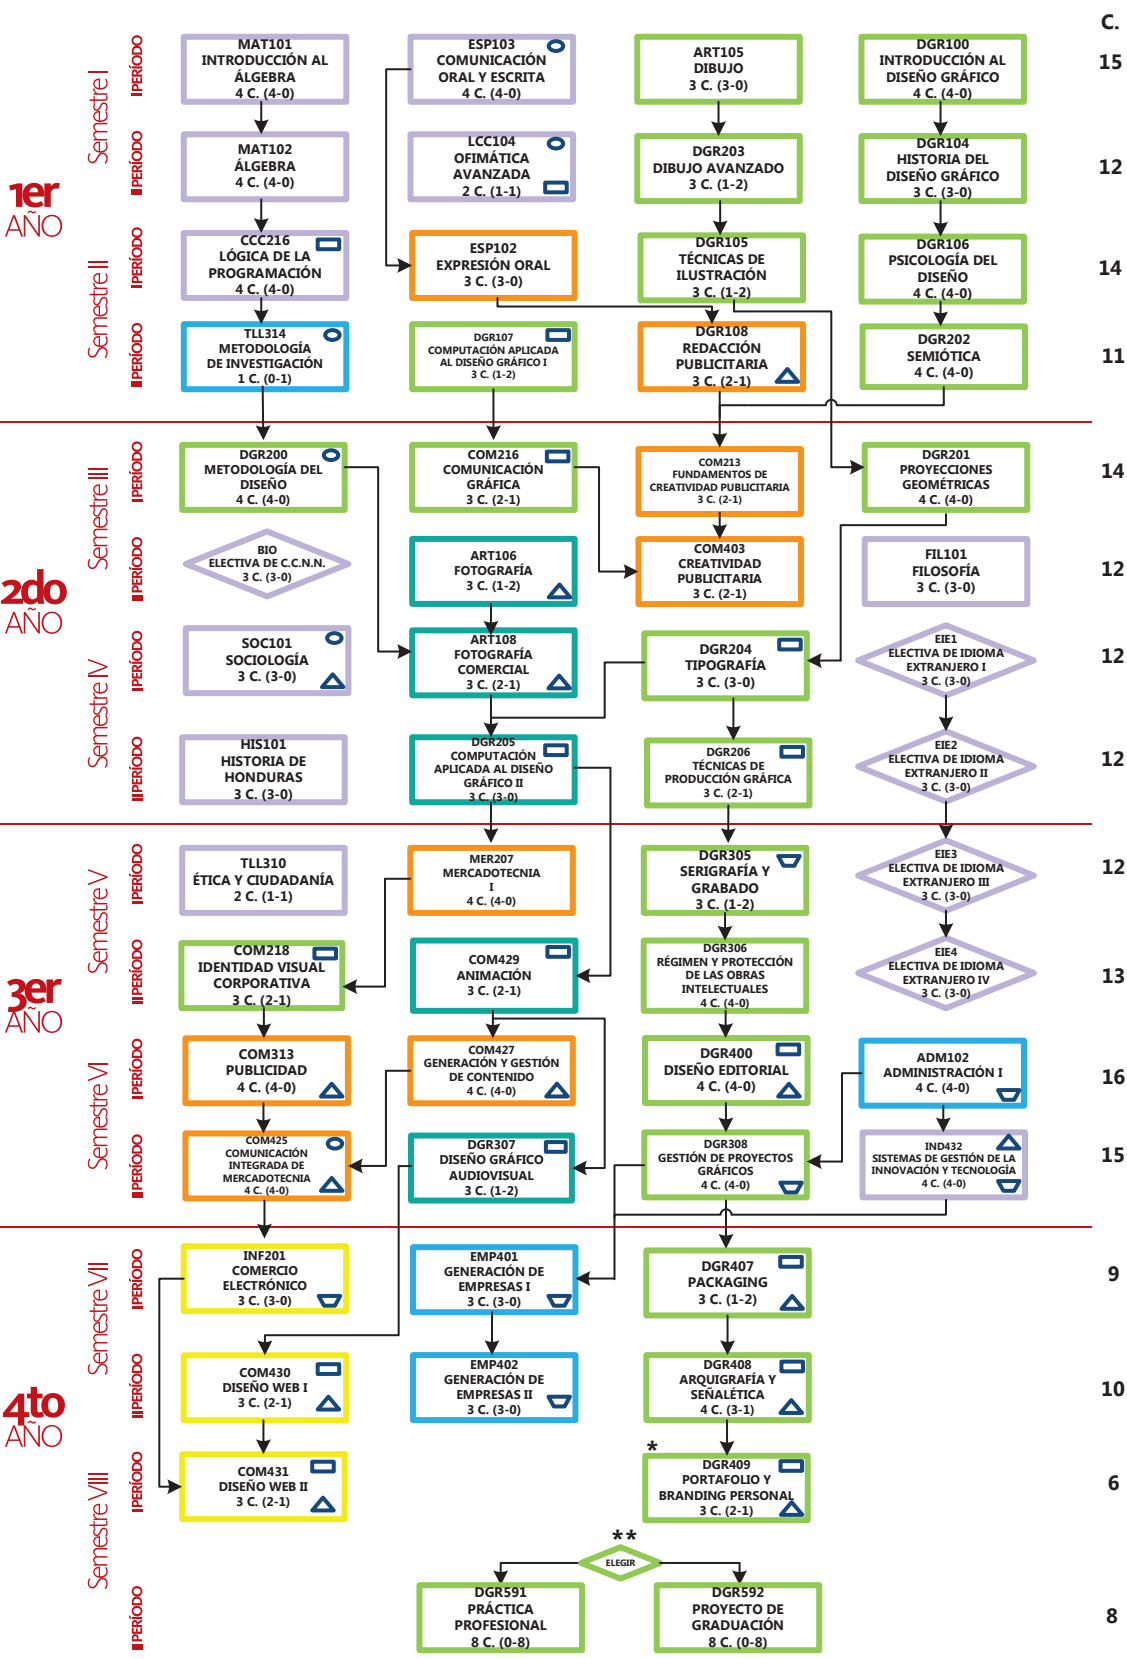 C.
1er
AÑO
Semestre I
I PERÍODO
MAT101
INTRODUCCIÓN AL
ÁLGEBRA
4 C. (4-0)
ESP103
COMUNICACIÓN
ORAL Y ESCRITA
4 C. (4-0)
ART105
DIBUJO
3 C. (3-0)
DGR100
INTRODUCCIÓN AL
DISEÑO GRÁFICO
4 C. (4-0)
15
II PERÍODO
MAT102
ÁLGEBRA
4 C. (4-0)
LCC104
OFIMÁTICA
AVANZADA
2 C. (1-1)
DGR203
DIBUJO AVANZADO
3 C. (1-2)
DGR104
HISTORIA DEL
DISEÑO GRÁFICO
3 C. (3-0)
12
Semestre II
I PERÍODO
CCC216
LÓGICA DE LA
PROGRAMACIÓN
4 C. (4-0)
ESP102
EXPRESIÓN ORAL
3 C. (3-0)
DGR105
TÉCNICAS DE
ILUSTRACIÓN
3 C. (1-2)
DGR106
PSICOLOGÍA DEL
DISEÑO
4 C. (4-0)
14
II PERÍODO
TLL314
METODOLOGÍA
DE INVESTIGACIÓN
1 C. (0-1)
DGR107
COMPUTACIÓN APLICADA
AL DISEÑO GRÁFICO I
3 C. (1-2)
DGR108
REDACCIÓN
PUBLICITARIA
3 C. (2-1)
DGR202
SEMIÓTICA
4 C. (4-0)
11
2do
AÑO
Semestre III
I PERÍODO
DGR200
METODOLOGÍA DEL
DISEÑO
4 C. (4-0)
COM216
COMUNICACIÓN
GRÁFICA
3 C. (2-1)
COM213
FUNDAMENTOS DE
CREATIVIDAD PUBLICITARIA
3 C. (2-1)
DGR201
PROYECCIONES
GEOMÉTRICAS
4 C. (4-0)
14
II PERÍODO
BIO
ELECTIVA DE C.C.N.N.
3 C. (3-0)
ART106
FOTOGRAFÍA
3 C. (1-2)
COM403
CREATIVIDAD
PUBLICITARIA
3 C. (2-1)
FIL101
FILOSOFÍA
3 C. (3-0)
12
Semestre IV
I PERÍODO
SOC101
SOCIOLOGÍA
3 C. (3-0)
ART108
FOTOGRAFÍA
COMERCIAL
3 C. (2-1)
DGR204
TIPOGRAFÍA
3 C. (3-0)
EIE1
ELECTIVA DE IDIOMA
EXTRANJERO I
3 C. (3-0)
12
II PERÍODO
HIS101
HISTORIA DE
HONDURAS
3 C. (3-0)
DGR205
COMPUTACIÓN
APLICADA AL DISEÑO
GRÁFICO II
3 C. (3-0)
DGR206
TÉCNICAS DE
PRODUCCIÓN GRÁFICA
3 C. (2-1)
EIE2
ELECTIVA DE IDIOMA
EXTRANJERO II
3 C. (3-0)
12
3er
AÑO
Semestre V
I PERÍODO
TLL310
ÉTICA Y CIUDADANÍA
2 C. (1-1)
MER207
MERCADOTECNIA
I
4 C. (4-0)
DGR305
SERIGRAFÍA Y
GRABADO
3 C. (1-2)
EIE3
ELECTIVA DE IDIOMA
EXTRANJERO III
3 C. (3-0)
12
II PERÍODO
COM218
IDENTIDAD VISUAL
CORPORATIVA
3 C. (2-1)
COM429
ANIMACIÓN
3 C. (2-1)
DGR306
RÉGIMEN Y PROTECCIÓN
DE LAS OBRAS
INTELECTUALES
4 C. (4-0)
EIE4
ELECTIVA DE IDIOMA
EXTRANJERO IV
3 C. (3-0)
13
Semestre VI
I PERÍODO
COM313
PUBLICIDAD
4 C. (4-0)
COM427
GENERACIÓN Y GESTIÓN
DE CONTENIDO
4 C. (4-0)
DGR400
DISEÑO EDITORIAL
4 C. (4-0)
ADM102
ADMINISTRACIÓN I
4 C. (4-0)
16
II PERÍODO
COM425
COMUNICACIÓN
INTEGRADA DE
MERCADOTECNIA
4 C. (4-0)
DGR307
DISEÑO GRÁFICO
AUDIOVISUAL
3 C. (1-2)
DGR308
GESTIÓN DE PROYECTOS
GRÁFICOS
4 C. (4-0)
IND432
SISTEMAS DE GESTIÓN DE LA
INNOVACIÓN Y TECNOLOGÍA
4 C. (4-0)
15
4to
AÑO
Semestre VII
I PERÍODO
INF201
COMERCIO
ELECTRÓNICO
3 C. (3-0)
EMP401
GENERACIÓN DE
EMPRESAS I
3 C. (3-0)
DGR407
PACKAGING
3 C. (1-2)
9
II PERÍODO
COM430
DISEÑO WEB I
3 C. (2-1)
EMP402
GENERACIÓN DE
EMPRESAS II
3 C. (3-0)
DGR408
ARQUIGRAFÍA Y
SEÑALÉTICA
4 C. (3-1)
10
Semestre VIII
I PERÍODO
COM431
DISEÑO WEB II
3 C. (2-1)
*
DGR409
PORTAFOLIO Y
BRANDING PERSONAL
3 C. (2-1)
6
**
ELEGIR
II PERÍODO
DGR591
PRÁCTICA
PROFESIONAL
8 C. (0-8)
DGR592
PROYECTO DE
GRADUACIÓN
8 C. (0-8)
8